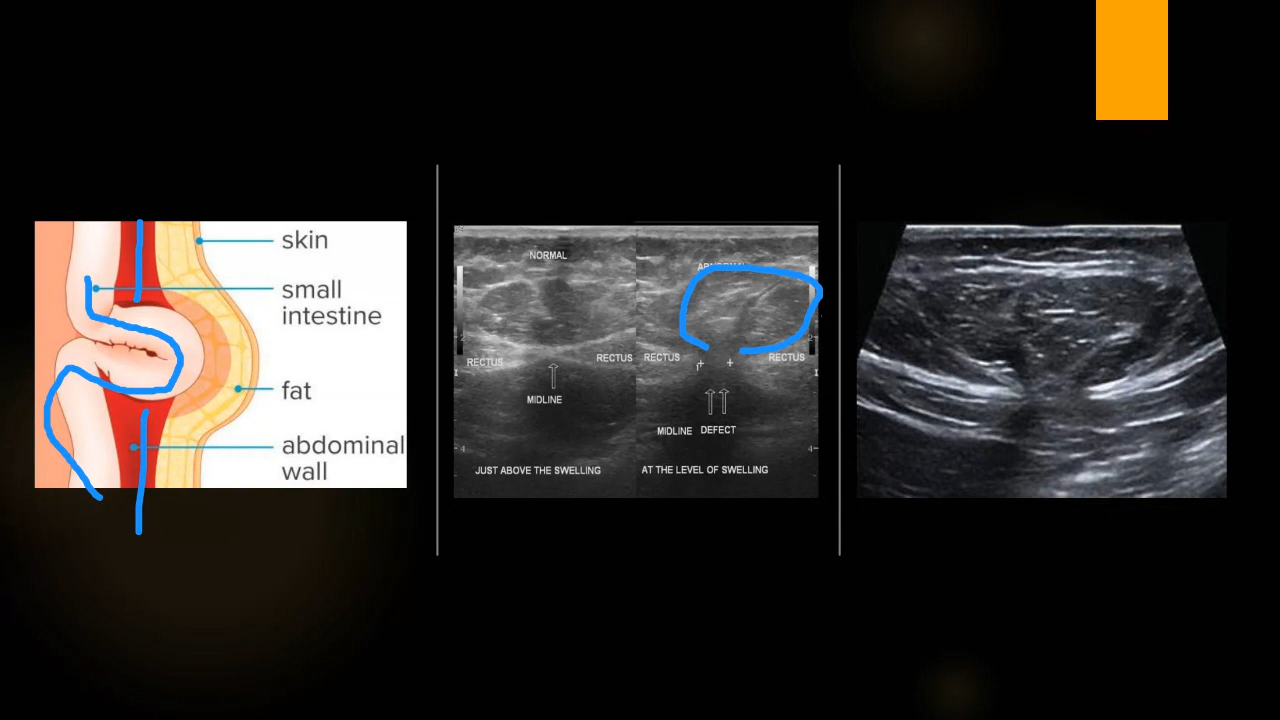 skin
small
intestine
fat
abdominal
wall
NORMAL
RECTUS
RECTUS
MIDLINE
JUST ABOVE THE SWELLING
ABNORMAL
RECTUS
RECTUS
MIDLINE DEFECT
AT THE LEVEL OF SWELLING